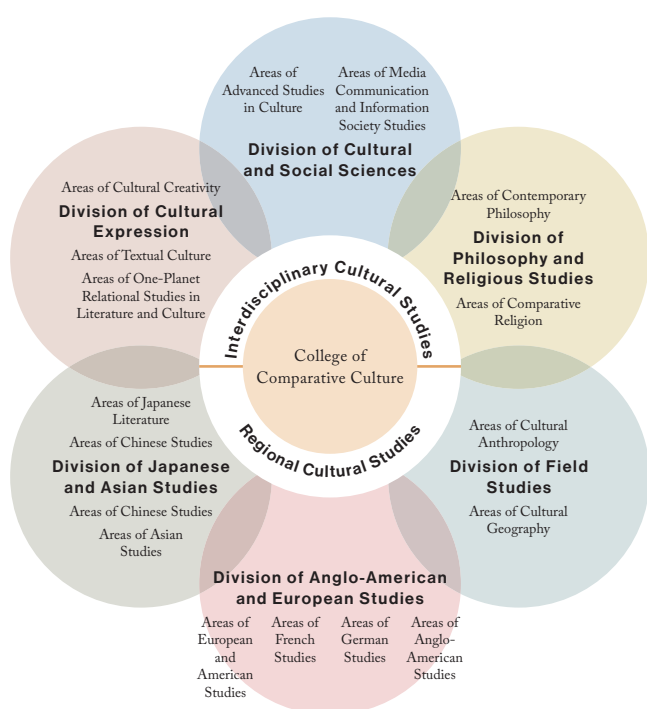 Areas of
Advanced Studies
in Culture
Areas of Media
Communication
and Information
Society Studies
Division of Cultural
and Social Sciences
Areas of Cultural Creativity
Division of Cultural
Expression
Areas of Textual Culture
Areas of One-Planet
Relational Studies in
Literature and Culture
Areas of Contemporary
Philosophy
Division of
Philosophy and
Religious Studies
Areas of Comparative
Religion
Interdisciplinary Cultural Studies
College of
Comparative Culture
Regional Cultural Studies
Areas of Japanese
Literature
Areas of Chinese Studies
Division of Japanese
and Asian Studies
Areas of Chinese Studies
Areas of Asian
Studies
Areas of Cultural
Anthropology
Division of Field
Studies
Areas of Cultural
Geography
Division of Anglo-American
and European Studies
Areas of
European
and
American
Studies
Areas of
French
Studies
Areas of
German
Studies
Areas of
Anglo-
American
Studies